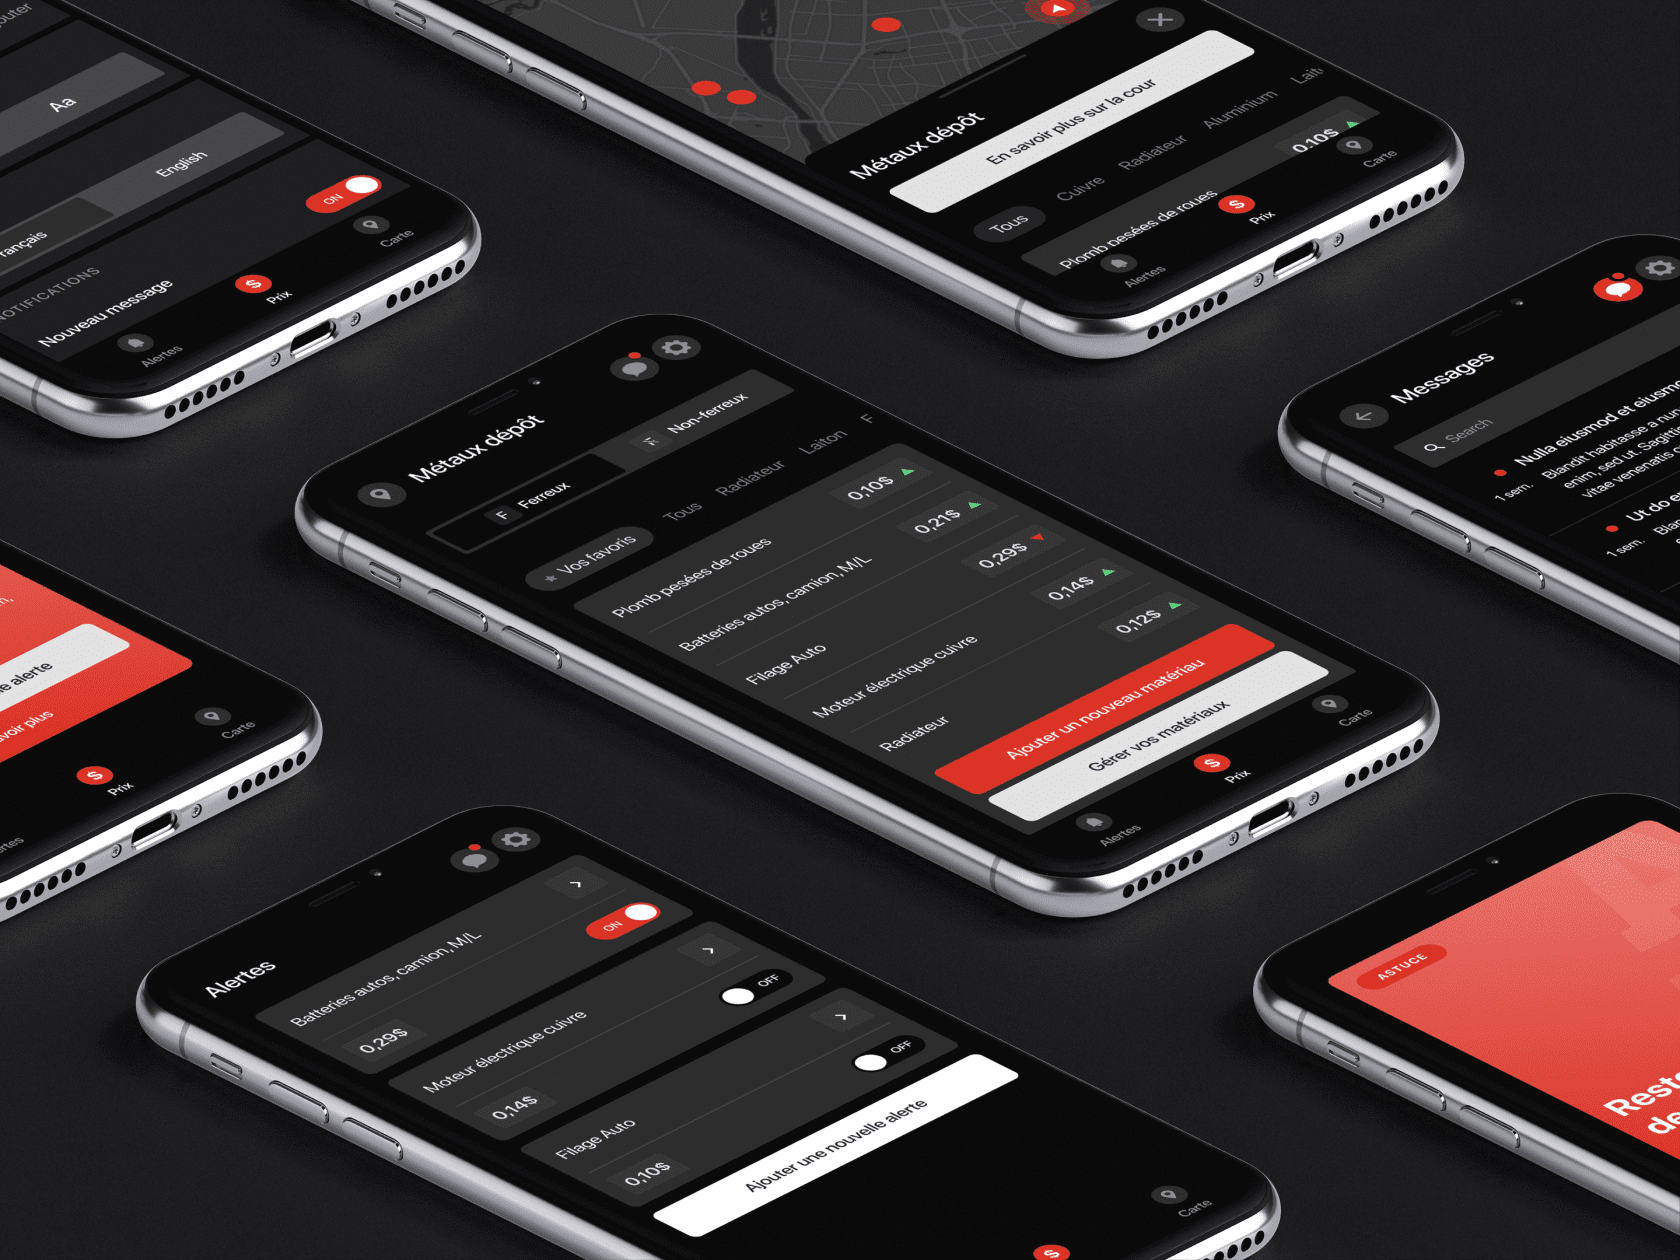 outer
Aa
rançais
English
NOTIFICATIONS
Nouveau message
ON
Alertes
$
Prix
Carte
Métaux dépôt
En savoir plus sur la cour
Tous
Cuivre
Radiateur
Aluminium
Lait
Plomb pesées de roues
0,10$
Alertes
$
Prix
Carte
Messages
Search
Nulla eiusmod et eiusm
Blandit habitasse a nun
enim, sed ut. Sagitti
vitae venenatis
1 sem.
Ut do e
Blan
1 sem.
Métaux dépôt
F Ferreux
Non-ferreux
Vos favoris
Tous
Radiateur
Laiton
F
Plomb pesées de roues
0,10$
Batteries autos, camion, M/L
0,21$
Filage Auto
0,29$
Moteur électrique cuivre
0,14$
Radiateur
0,12$
Ajouter un nouveau matériau
Gérer vos matériaux
Alertes
$
Prix
Carte
e alerte
avoir plus
ertes
$
Prix
Carte
Alertes
Batteries autos, camion, M/L
0,29$
ON
Moteur électrique cuivre
0,14$
OFF
Filage Auto
0,10$
OFF
Ajouter une nouvelle alerte
$
Carte
ASTUCE
Reste
de